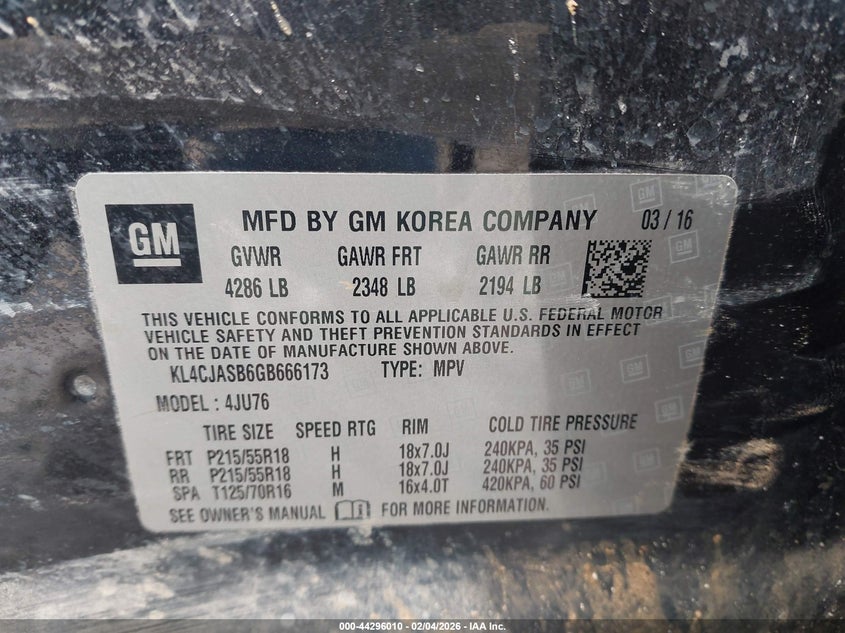 GM
MFD BY GM KOREA COMPANY 03 / 16
GVWR GAWR FRT GAWR RR
4286 LB 2348 LB 2194 LB
THIS VEHICLE CONFORMS TO ALL APPLICABLE U.S. FEDERAL MOTOR
VEHICLE SAFETY AND THEFT PREVENTION STANDARDS IN EFFECT
ON THE DATE OF MANUFACTURE SHOWN ABOVE.
KL4CJASB6GB666173 TYPE: MPV
MODEL : 4JU76
TIRE SIZE SPEED RTG RIM COLD TIRE PRESSURE
FRT P215/55R18 H 18x7.0J 240KPA, 35 PSI
RR P215/55R18 H 18x7.0J 240KPA, 35 PSI
SPA T125/70R16 M 16x4.0T 420KPA, 60 PSI
SEE OWNER'S MANUAL FOR MORE INFORMATION.
000-44296010 - 02/04/2026 - IAA Inc.